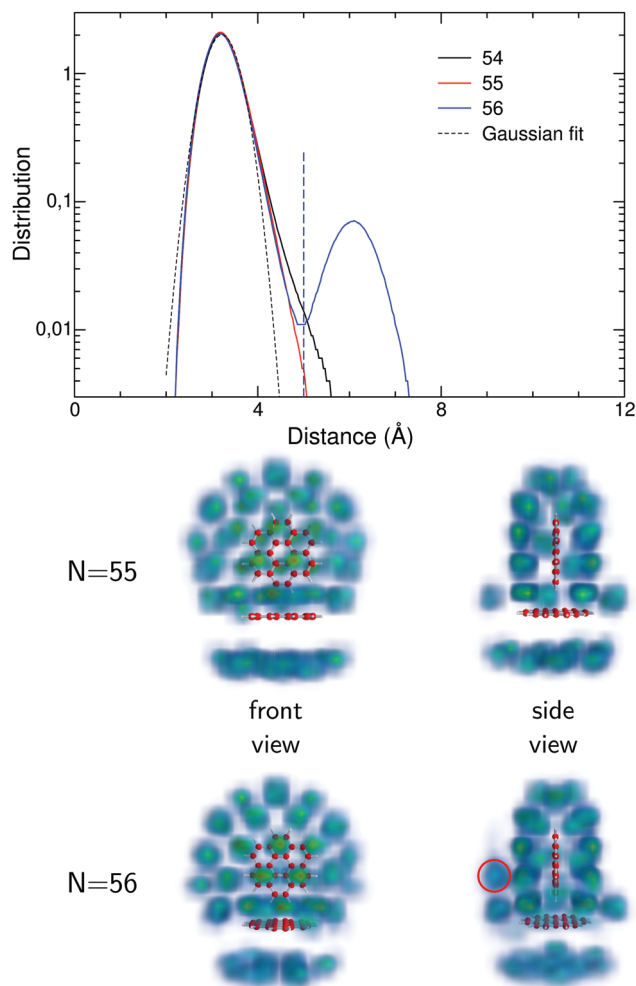 1
0,1
0,01
Distribution
54
55
56
Gaussian fit
0 4 8 12
Distance (Å)
N=55
front
view
side
view
N=56